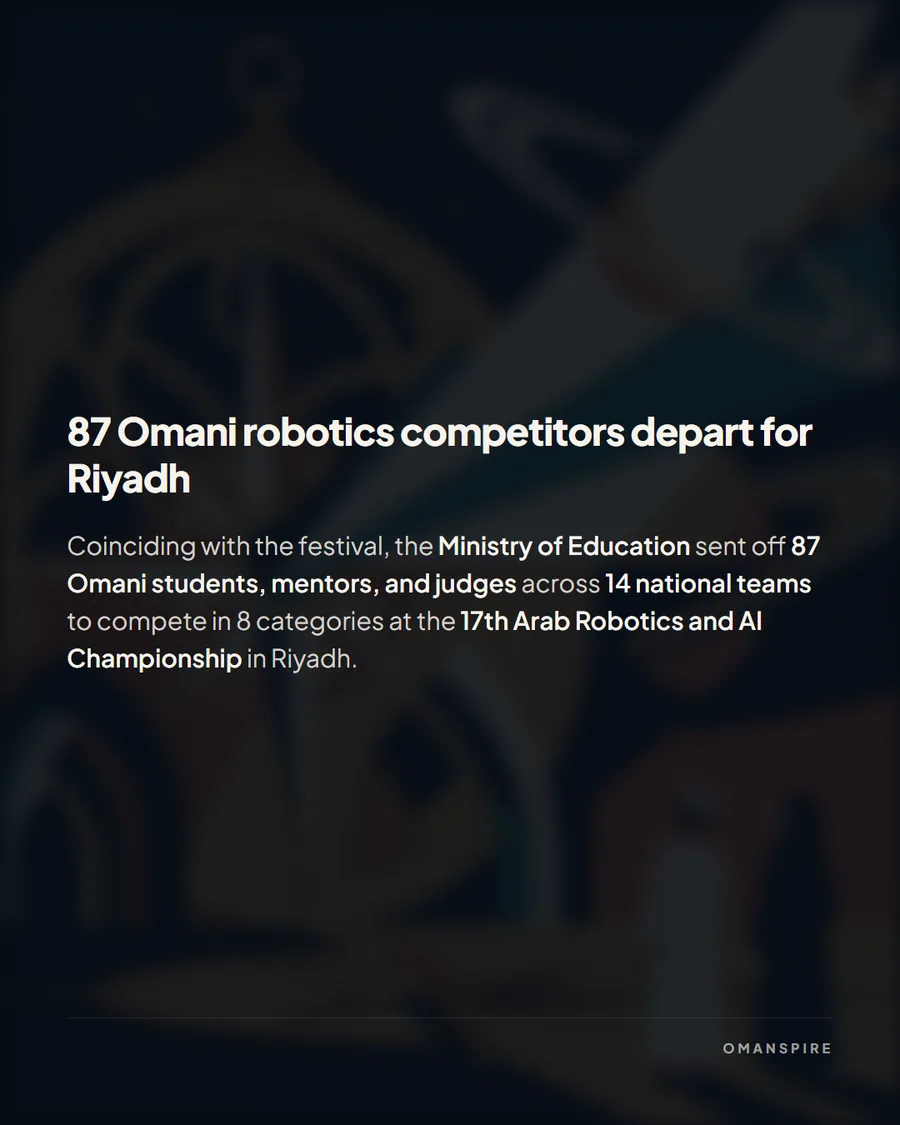 87 Omani robotics competitors depart for
Riyadh
Coinciding with the festival, the Ministry of Education sent off 87
Omani students, mentors, and judges across 14 national teams
to compete in 8 categories at the 17th Arab Robotics and AI
Championship in Riyadh.
OMANSPIRE